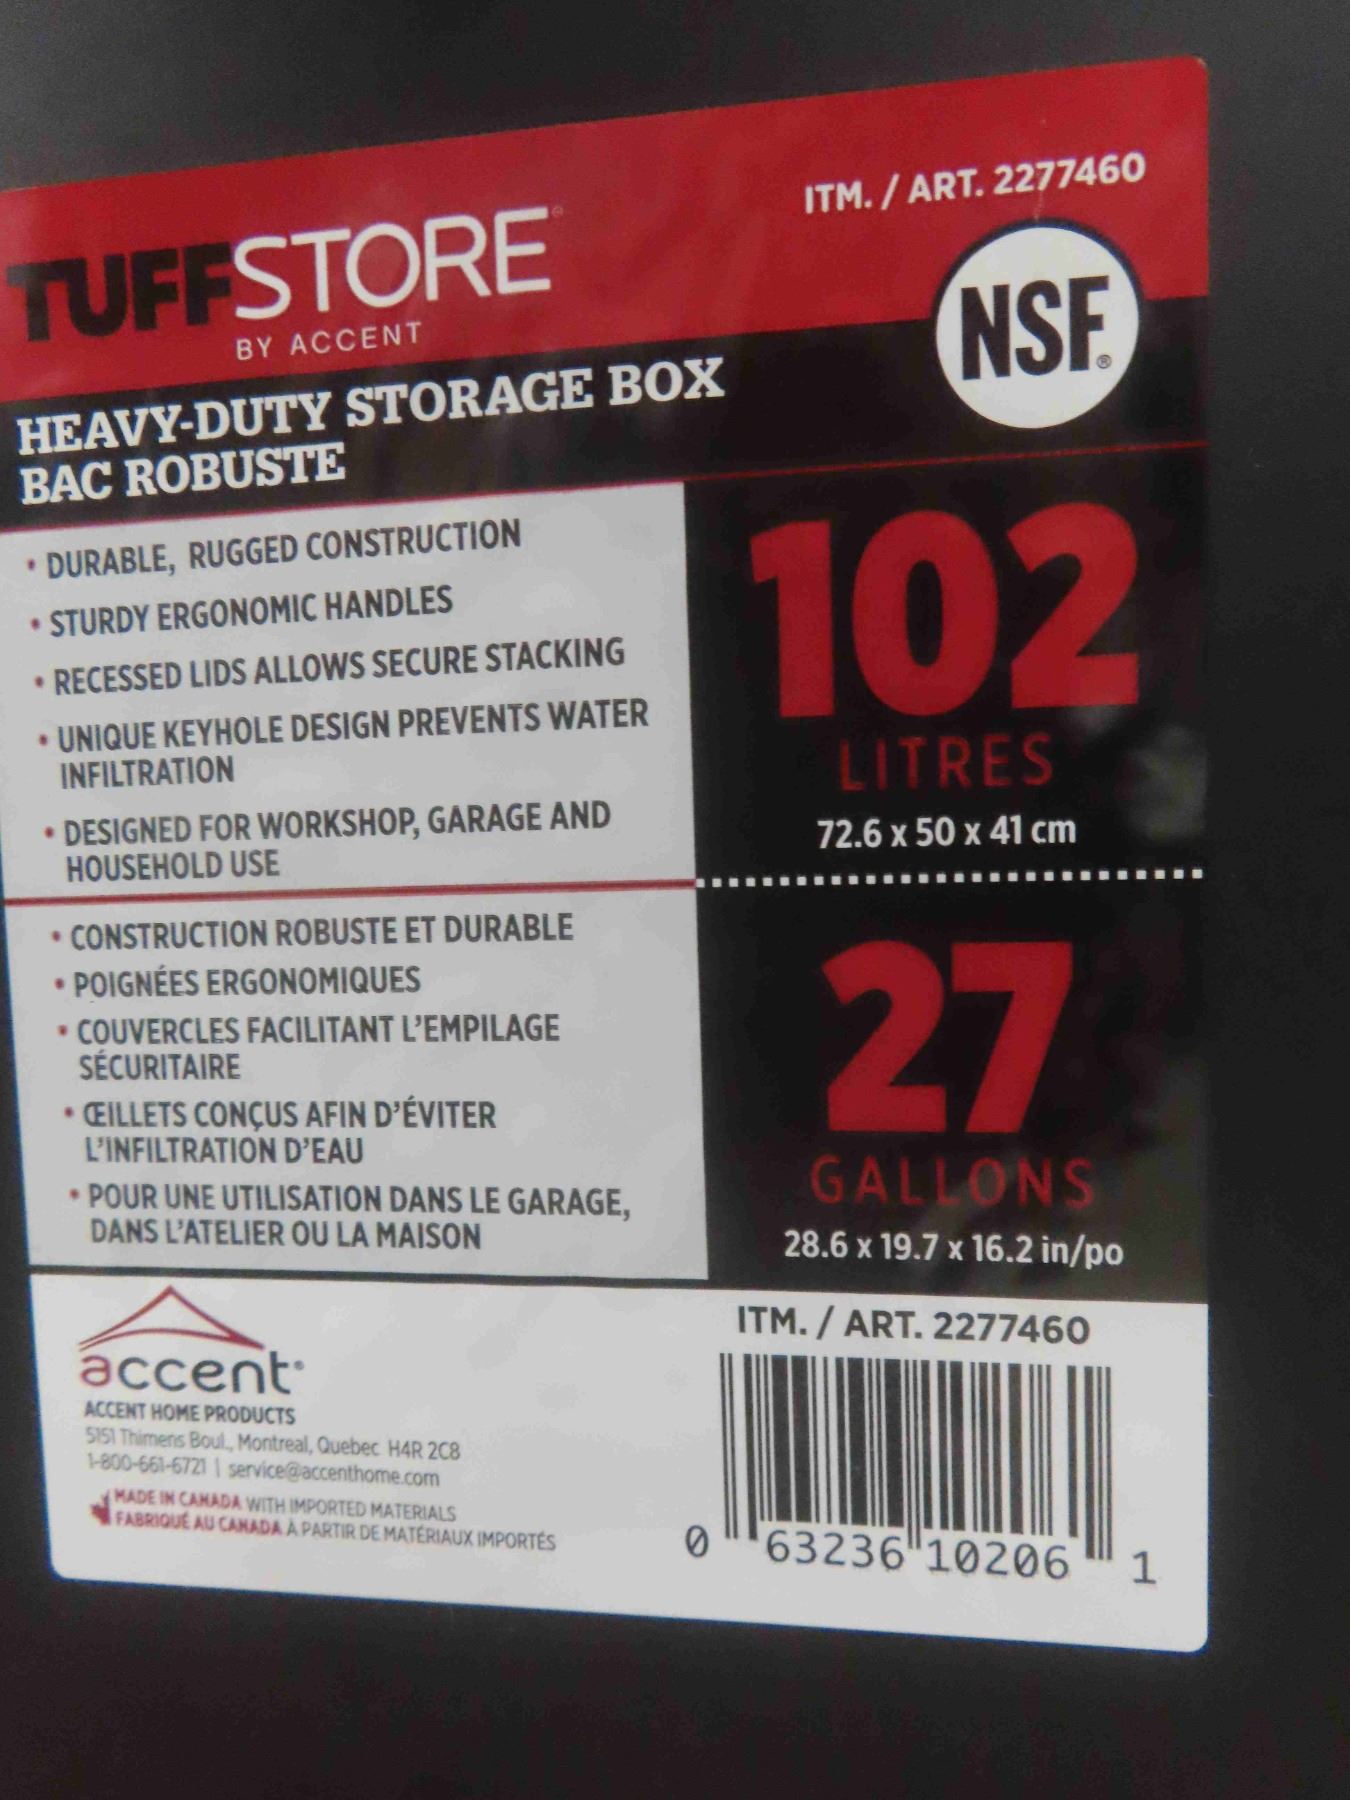 ITM. / ART. 2277460
TUFFSTORE
BY ACCENT
NSF®
HEAVY-DUTY STORAGE BOX
BAC ROBUSTE
• DURABLE, RUGGED CONSTRUCTION
• STURDY ERGONOMIC HANDLES
• RECESSED LIDS ALLOWS SECURE STACKING
• UNIQUE KEYHOLE DESIGN PREVENTS WATER
INFILTRATION
• DESIGNED FOR WORKSHOP, GARAGE AND
HOUSEHOLD USE
• CONSTRUCTION ROBUSTE ET DURABLE
• POIGNÉES ERGONOMIQUES
• COUVERCLES FACILITANT L'EMPILAGE
SÉCURITAIRE
• ŒILLETS CONÇUS AFIN D'ÉVITER
L'INFILTRATION D'EAU
• POUR UNE UTILISATION DANS LE GARAGE,
DANS L'ATELIER OU LA MAISON
102
LITRES
72.6 x 50 x 41 cm
27
GALLONS
28.6 x 19.7 x 16.2 in/po
accent®
ACCENT HOME PRODUCTS
5151 Thimens Boul., Montreal, Quebec H4R 2C8
1-800-661-6721 | service@accenthome.com
MADE IN CANADA WITH IMPORTED MATERIALS
FABRIQUÉ AU CANADA À PARTIR DE MATÉRIAUX IMPORTÉS
ITM. / ART. 2277460
0 63236 10206 1